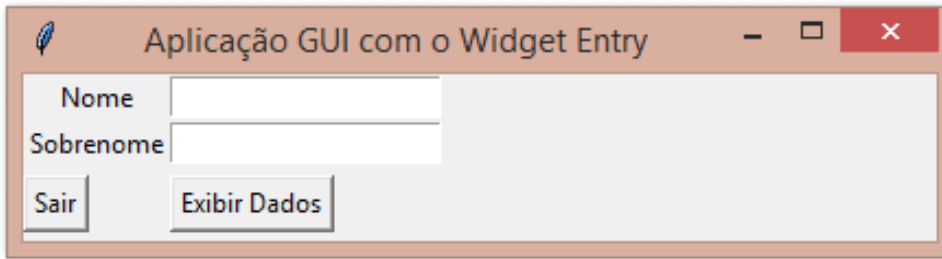 Aplicação GUI com o Widget Entry
Nome
Sobrenome
Sair Exibir Dados